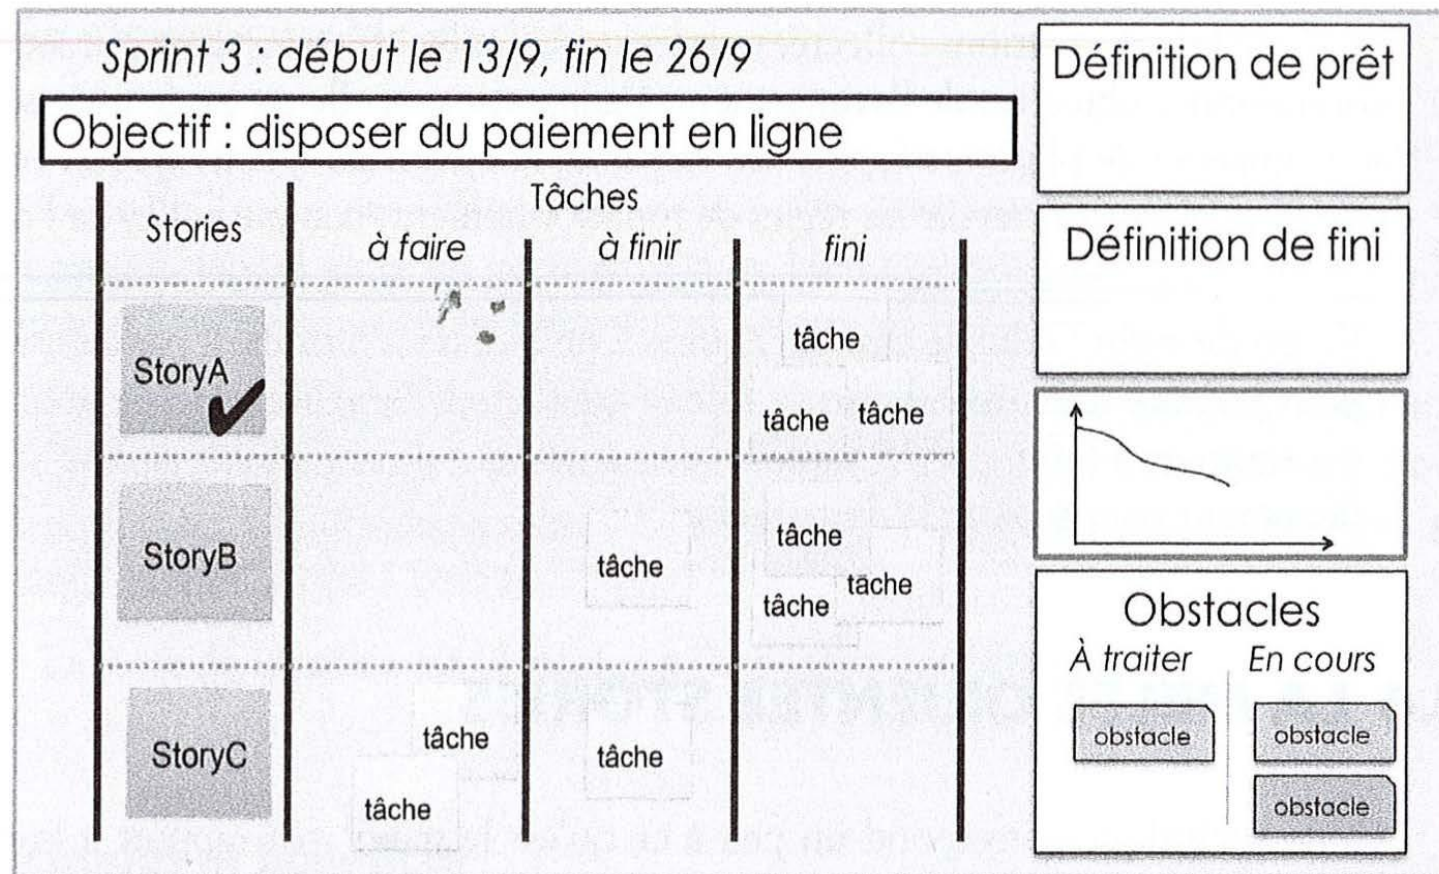 Sprint 3 : début le 13/9, fin le 26/9
Objectif : disposer du paiement en ligne
Stories
Tâches
à faire
à finir
fini
StoryA
tâche
tâche
tâche
StoryB
tâche
tâche
tâche
tâche
StoryC
tâche
tâche
tâche
Définition de prêt
Définition de fini
Obstacles
À traiter
En cours
obstacle
obstacle
obstacle